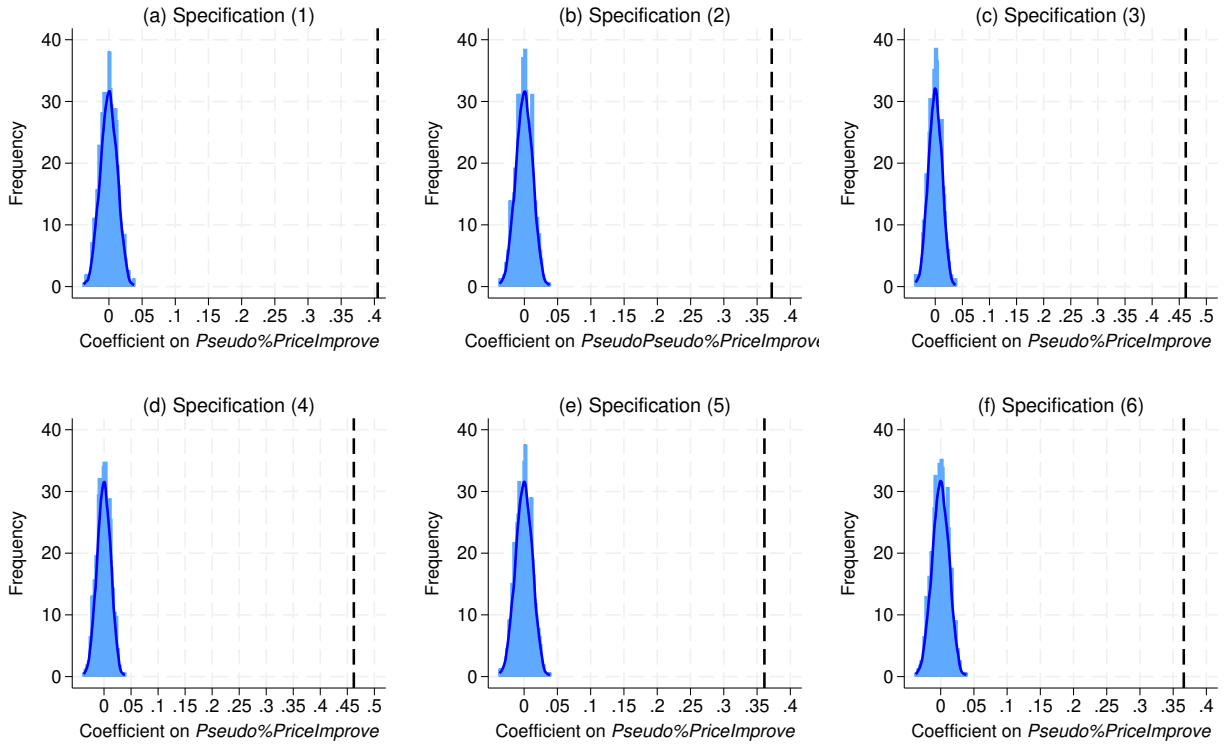 (a) Specification (1)
40
30
20
10
0
Frequency
0 .05 .1 .15 .2 .25 .3 .35 .4
Coefficient on Pseudo%PriceImprove
(b) Specification (2)
40
30
20
10
0
Frequency
0 .05 .1 .15 .2 .25 .3 .35 .4
Coefficient on PseudoPseudo%PriceImprove
(c) Specification (3)
40
30
20
10
0
Frequency
0 .05 .1 .15 .2 .25 .3 .35 .4 .45 .5
Coefficient on Pseudo%PriceImprove
(d) Specification (4)
40
30
20
10
0
Frequency
0 .05 .1 .15 .2 .25 .3 .35 .4 .45 .5
Coefficient on Pseudo%PriceImprove
(e) Specification (5)
40
30
20
10
0
Frequency
0 .05 .1 .15 .2 .25 .3 .35 .4
Coefficient on Pseudo%PriceImprove
(f) Specification (6)
40
30
20
10
0
Frequency
0 .05 .1 .15 .2 .25 .3 .35 .4
Coefficient on Pseudo%PriceImprove